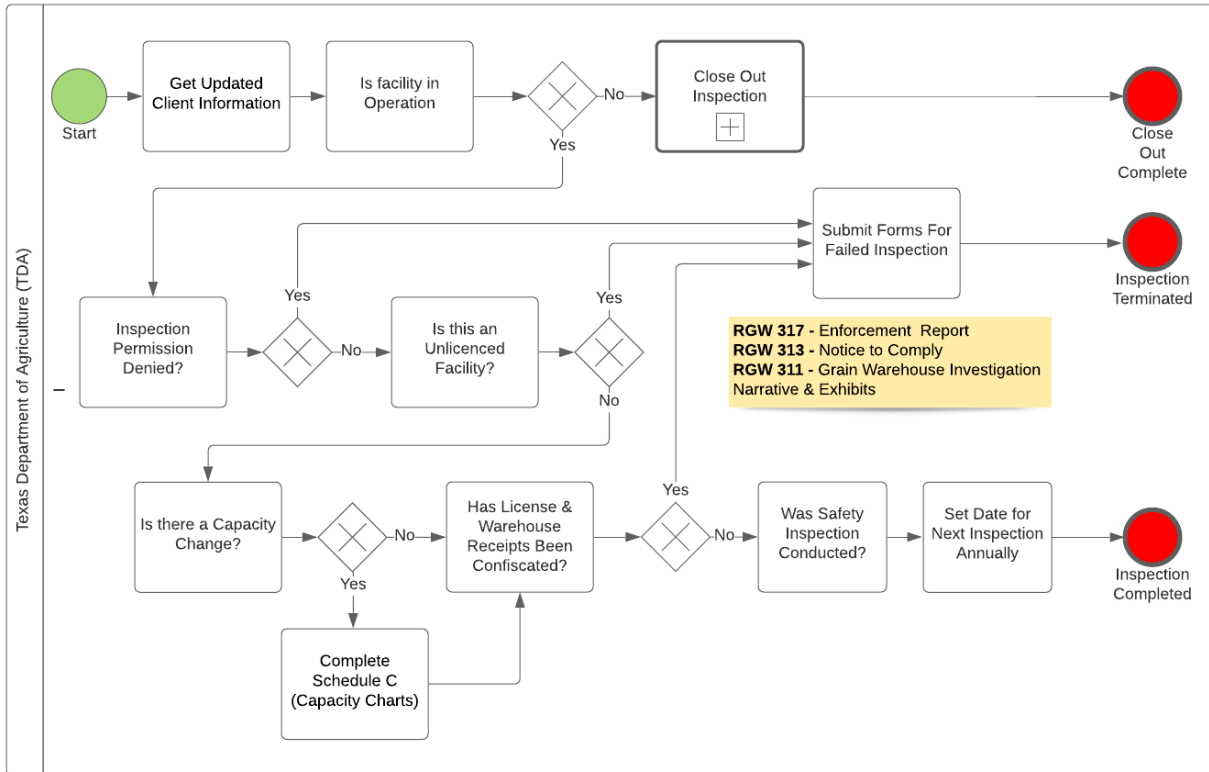 Texas Department of Agriculture (TDA)
Start
Get Updated
Client Information
Is facility in
Operation
No
Yes
Close Out
Inspection
Close
Out
Complete
Inspection
Permission
Denied?
Yes
No
Is this an
Unlicenced
Facility?
Yes
No
Submit Forms For
Failed Inspection
Inspection
Terminated
RGW 317 - Enforcement  Report
RGW 313 - Notice to Comply
RGW 311 - Grain Warehouse Investigation
Narrative & Exhibits
Is there a Capacity
Change?
No
Yes
Complete
Schedule C
(Capacity Charts)
Has License &
Warehouse
Receipts Been
Confiscated?
Yes
No
Was Safety
Inspection
Conducted?
Set Date for
Next Inspection
Annually
Inspection
Completed